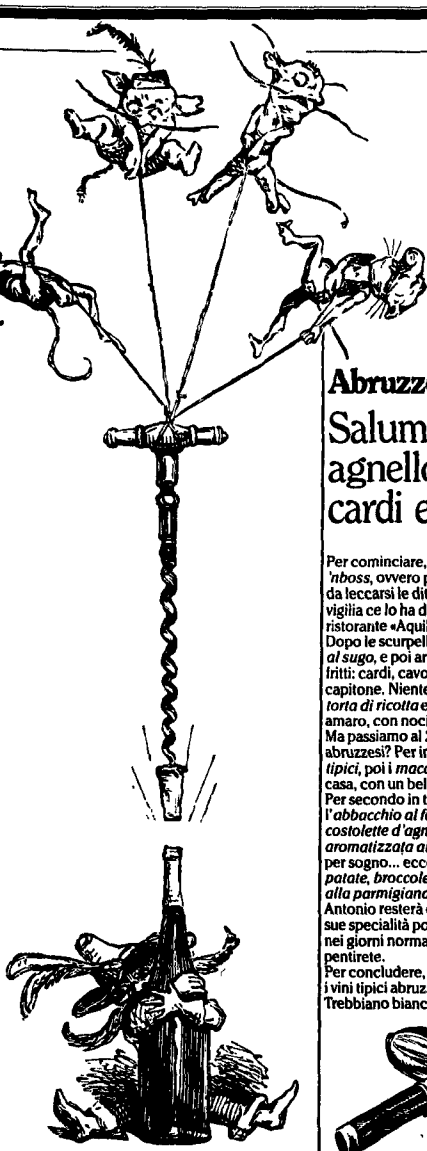 Abruzz
Salum
agnello
cardi e
Per cominciare,
'nboss, ovvero p
da leccarsi le dit
vigilia ce lo ha d
ristorante «Aquil
Dopo le scurpell
al sugo, e poi ar
fritti: cardi, cavo
capitone. Niente
torta di ricotta e
amaro, con noci
Ma passiamo al 2
abruzzesi? Per in
tipici, poi i macc
casa, con un bel
Per secondo in t
l'abbacchio al f
costolette d'agn
aromatizzata al
per sogno... ecc
patate, broccole
alla parmigiana
Antonio resterà
sue specialità po
nei giorni norma
pentirete.
Per concludere,
i vini tipici abruz
Trebbiano bianc